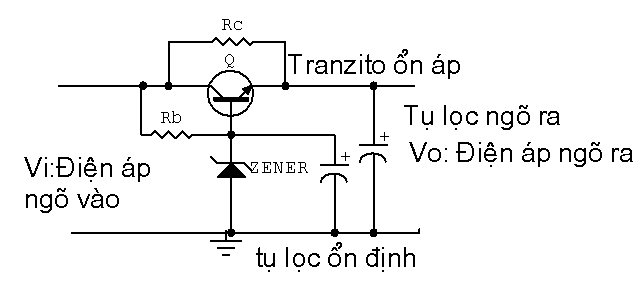 Rc
Q
Tranzito ổn áp
Rb
Tụ lọc ngõ ra
Vo: Điện áp ngõ ra
Vi:Điện áp
ngõ vào
ZENER
+
+
tụ lọc ổn định